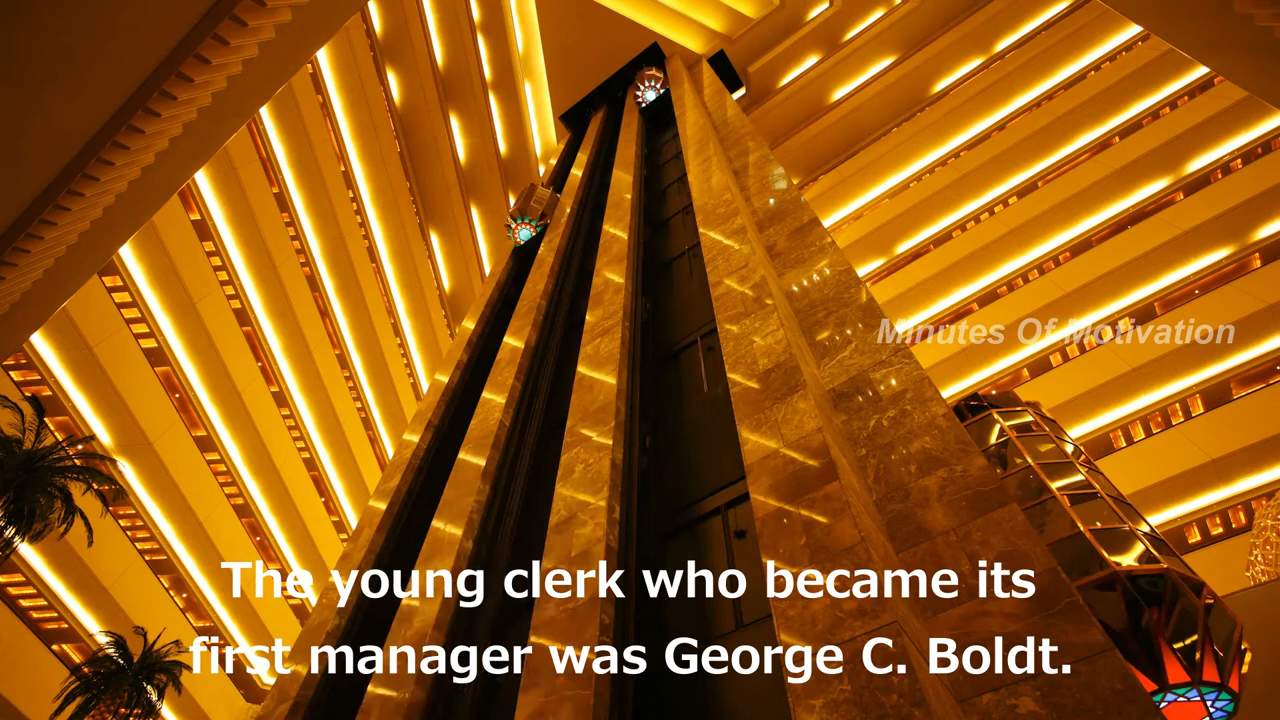 Minutes Of Motivation
The young clerk who became its
first manager was George C. Boldt.